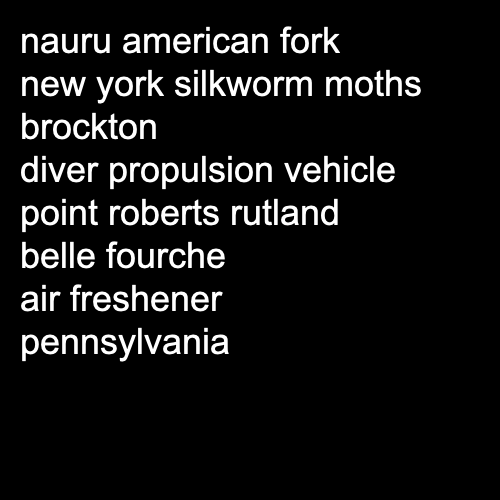 nauru american fork
new york silkworm moths
brockton
diver propulsion vehicle
point roberts rutland
belle fourche
air freshener
pennsylvania